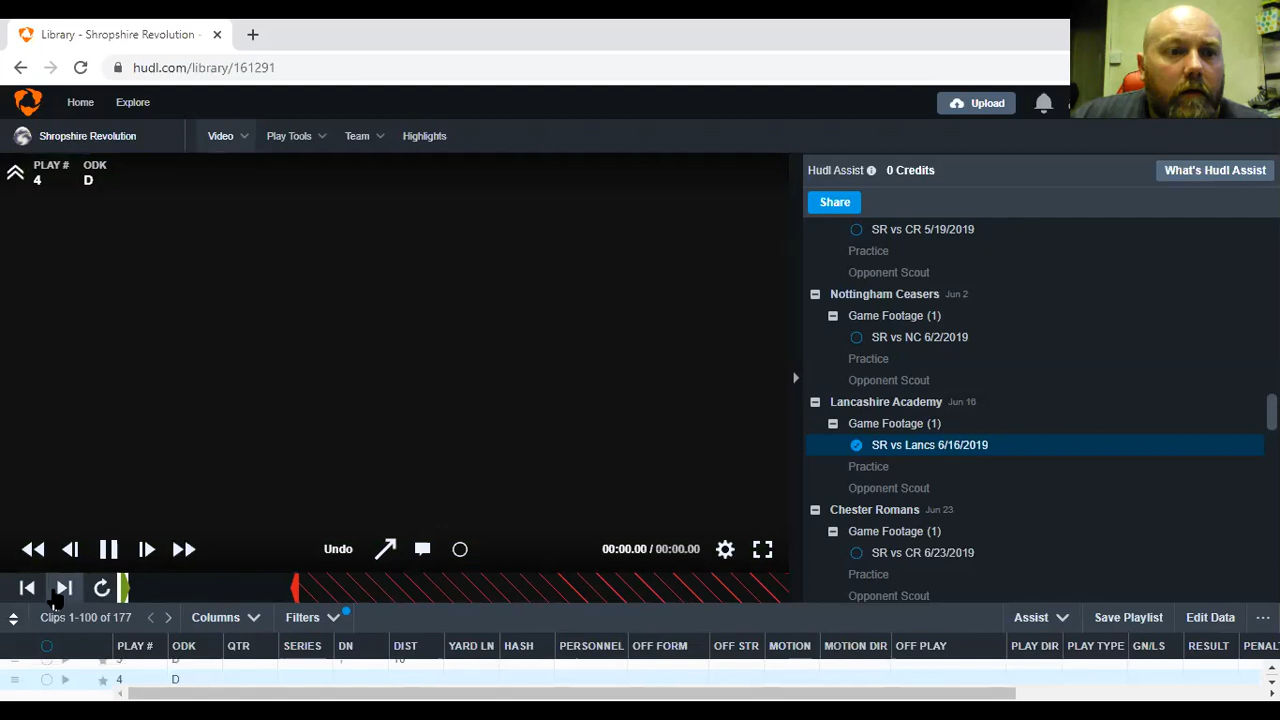 Library - Shropshire Revolution -
hudl.com/library/161291
Home Explore Upload
Shropshire Revolution Video Play Tools Team Highlights
PLAY # ODK
4 D
Hudl Assist 0 Credits What's Hudl Assist
Share
SR vs CR 5/19/2019
Practice
Opponent Scout
Nottingham Ceasers Jun 2
Game Footage (1)
SR vs NC 6/2/2019
Practice
Opponent Scout
Lancashire Academy Jun 16
Game Footage (1)
SR vs Lancs 6/16/2019
Practice
Opponent Scout
Chester Romans Jun 23
Game Footage (1)
SR vs CR 6/23/2019
Practice
Opponent Scout
Undo 00:00.00 / 00:00.00
Clips 1-100 of 177 Columns Filters Assist Save Playlist Edit Data
PLAY # ODK QTR SERIES DN DIST YARD LN HASH PERSONNEL OFF FORM OFF STR MOTION MOTION DIR OFF PLAY PLAY DIR PLAY TYPE GN/LS RESULT PENAL
4 D